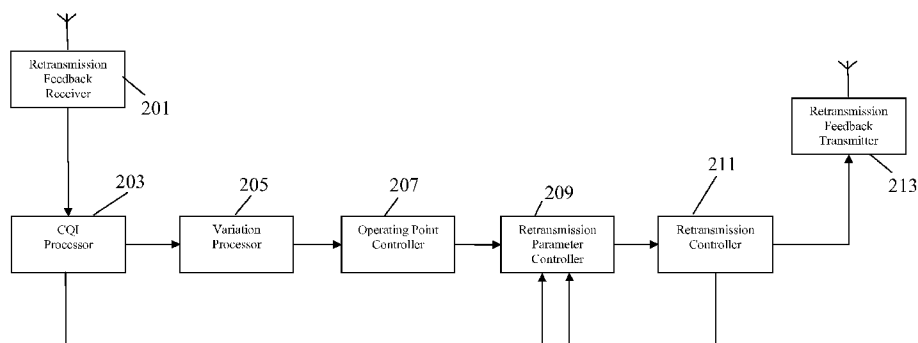 Retransmission
Feedback
Receiver
201
Retransmission
Feedback
Transmitter
213
203
205
207
209
211
CQI
Processor
Variation
Processor
Operating Point
Controller
Retransmission
Parameter
Controller
Retransmission
Controller